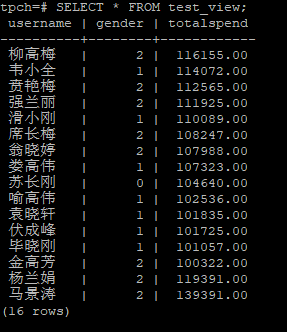 tpch=# SELECT * FROM test_view;
username | gender | totalspend
----------+--------+------------
柳高梅 | 2 | 116155.00
韦小全 | 1 | 114072.00
贲艳梅 | 2 | 112565.00
强兰丽 | 2 | 111925.00
滑小刚 | 1 | 110089.00
席长梅 | 2 | 108247.00
翁晓婷 | 2 | 107988.00
娄高伟 | 1 | 107323.00
苏长刚 | 0 | 104640.00
喻高伟 | 1 | 102536.00
袁晓轩 | 1 | 101835.00
伏成峰 | 1 | 101725.00
毕晓刚 | 1 | 101057.00
金高芳 | 2 | 100322.00
杨兰娟 | 2 | 119391.00
马景涛 | 2 | 139391.00
(16 rows)